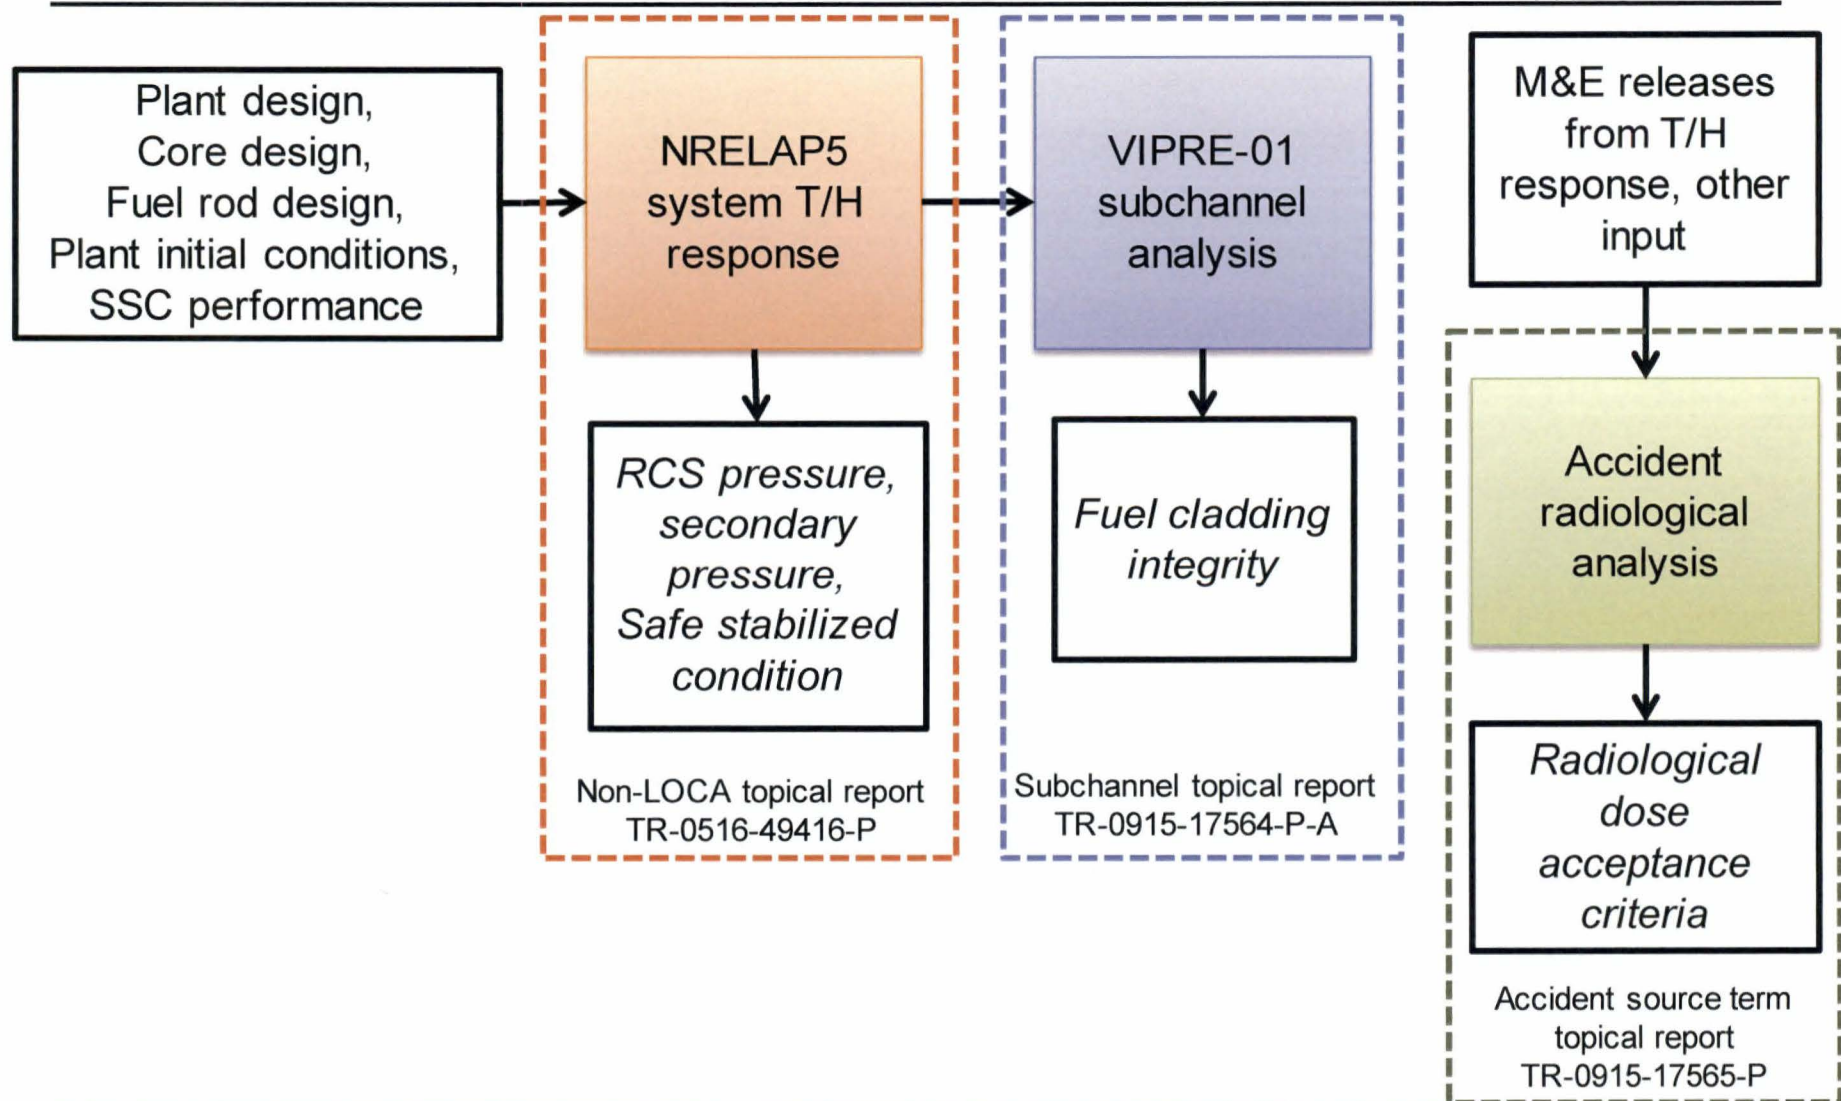 Plant design,
Core design,
Fuel rod design,
Plant initial conditions,
SSC performance
NRELAP5
system T/H
response
RCS pressure,
secondary
pressure,
Safe stabilized
condition
Non-LOCA topical report
TR-0516-49416-P
VIPRE-01
subchannel
analysis
Fuel cladding
integrity
Subchannel topical report
TR-0915-17564-P-A
M&E releases
from T/H
response, other
input
Accident
radiological
analysis
Radiological
dose
acceptance
criteria
Accident source term
topical report
TR-0915-17565-P